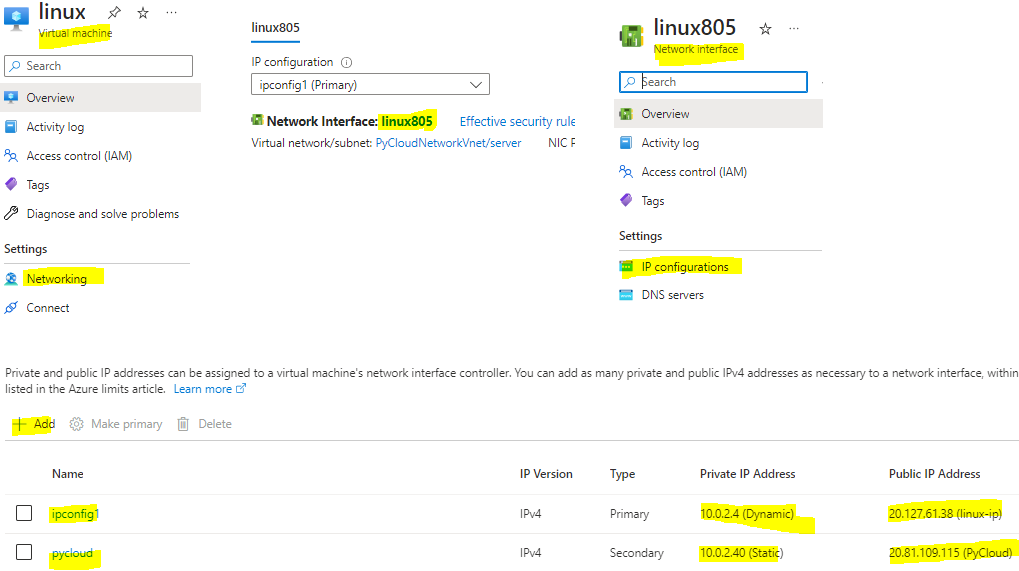 linux
Virtual machine
Search
Overview
Activity log
Access control (IAM)
Tags
Diagnose and solve problems
Settings
Networking
Connect
linux805
IP configuration
ipconfig1 (Primary)
Network Interface: linux805 Effective security rule
Virtual network/subnet: PyCloudNetworkVnet/server NIC P
linux805
Network interface
Search
Overview
Activity log
Access control (IAM)
Tags
Settings
IP configurations
DNS servers
Private and public IP addresses can be assigned to a virtual machine's network interface controller. You can add as many private and public IPv4 addresses as necessary to a network interface, within
listed in the Azure limits article. Learn more
Add Make primary Delete
Name IP Version Type Private IP Address Public IP Address
ipconfig1 IPv4 Primary 10.0.2.4 (Dynamic) 20.127.61.38 (linux-ip)
pycloud IPv4 Secondary 10.0.2.40 (Static) 20.81.109.115 (PyCloud)